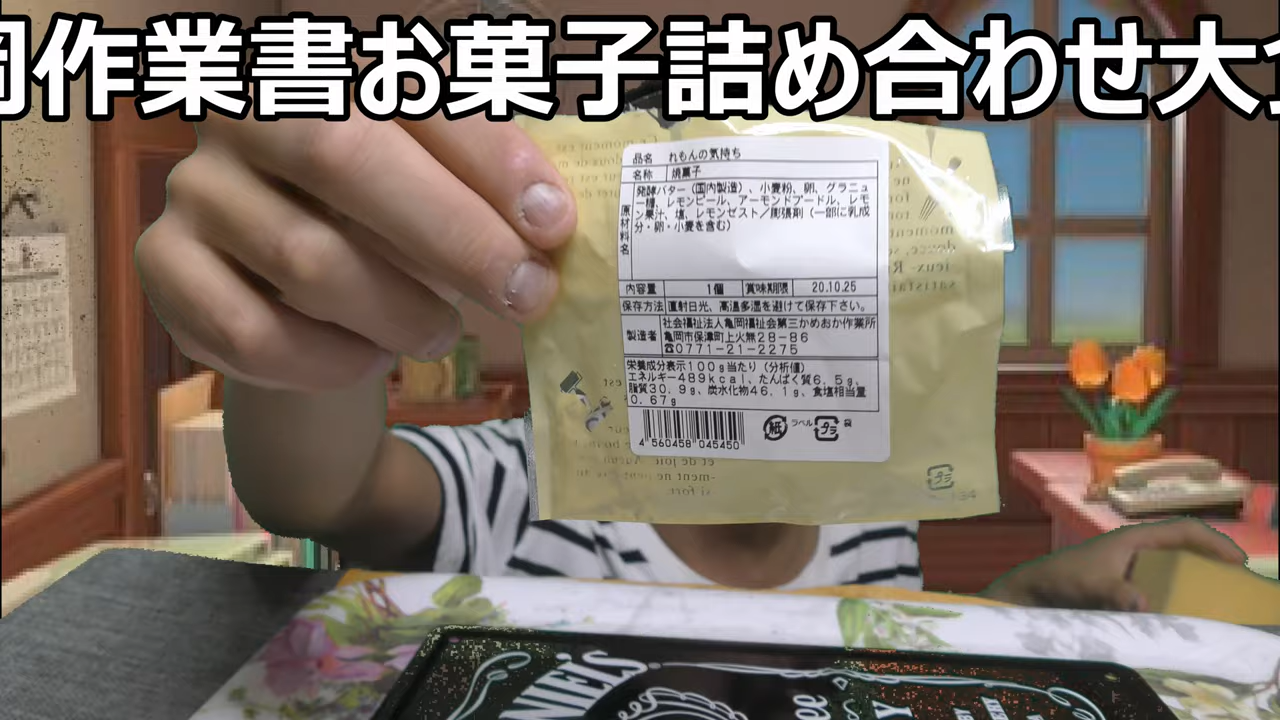 岡作業書お菓子詰め合わせ大
品名 れもんの気持ち
名称 焼菓子
原材料名
発酵バター（国内製造）、小麦粉、卵、グラニュ
ー糖、レモンピール、アーモンドプードル、レモ
ン果汁、塩、レモンゼスト／膨張剤（一部に乳成
分・卵・小麦を含む）
内容量 1個 賞味期限 20.10.25
保存方法 直射日光、高温多湿を避けて保存下さい。
製造者
社会福祉法人亀岡福祉会第三かめおか作業所
亀岡市保津町上火無28-86
☎0771-21-2275
栄養成分表示100g当たり（分析値）
エネルギー489kcal、たんぱく質6.5g、
脂質30.9g、炭水化物46.1g、食塩相当量
0.67g
4 560458 045450
紙 ラベル プラ 袋
プラ
NIEL'S